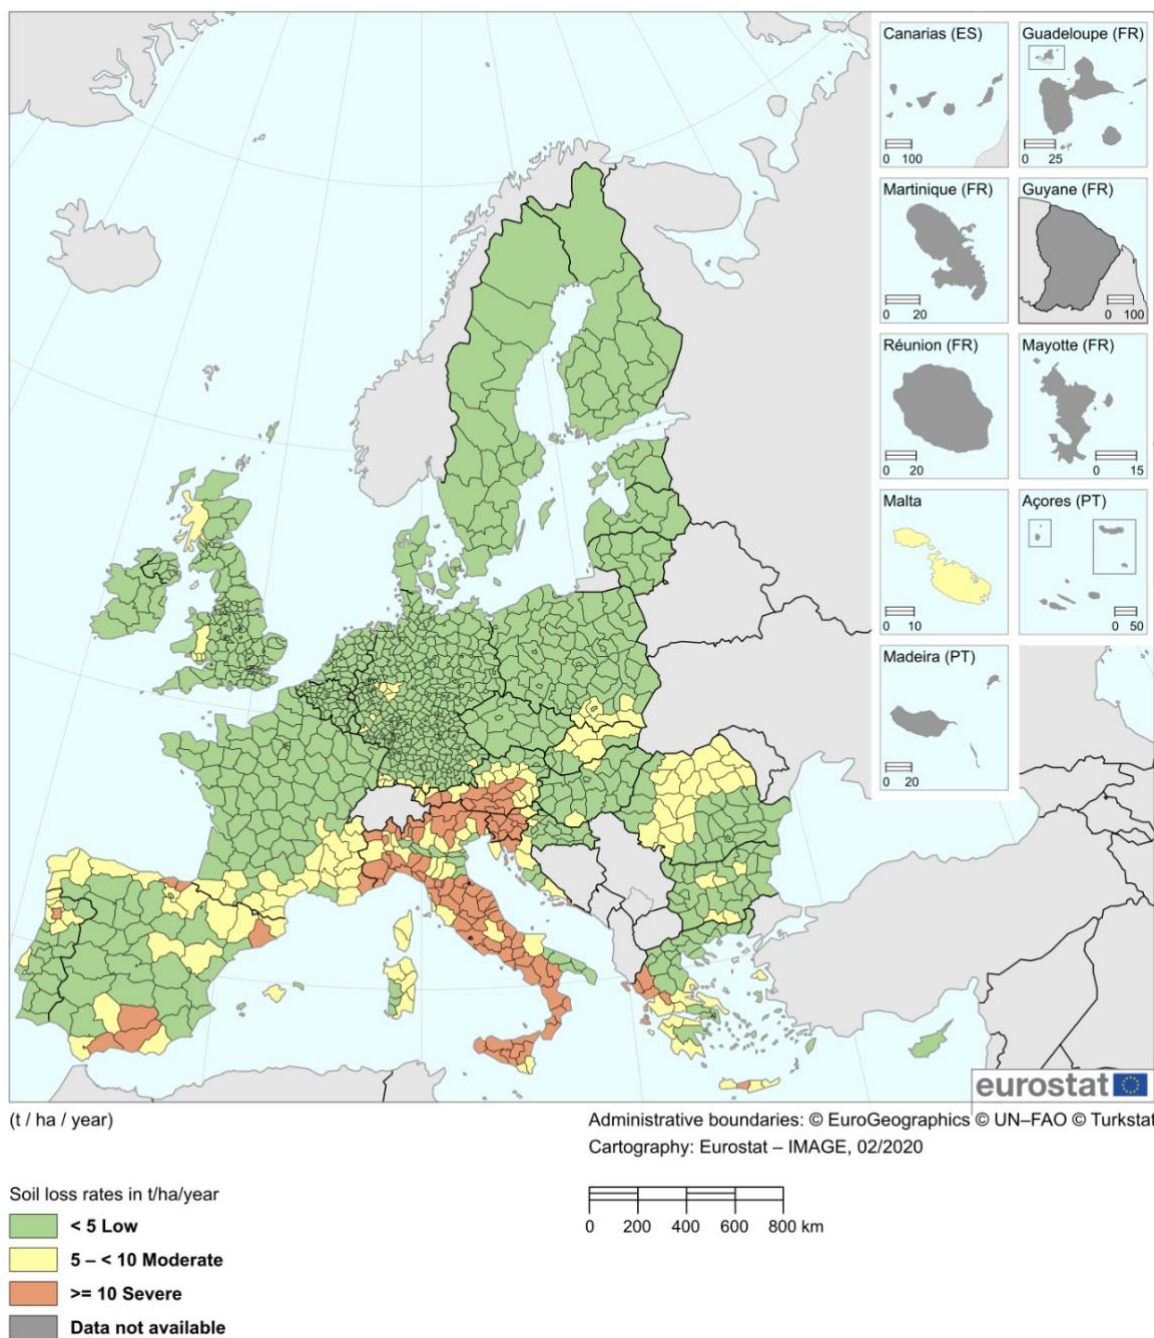 Canarias (ES)
0 100
Guadeloupe (FR)
0 25
Martinique (FR)
0 20
Guyane (FR)
0 100
Réunion (FR)
0 20
Mayotte (FR)
0 15
Malta
0 10
Açores (PT)
0 50
Madeira (PT)
0 20
eurostat
(t / ha / year)
Administrative boundaries: © EuroGeographics © UN–FAO © Turkstat
Cartography: Eurostat – IMAGE, 02/2020
Soil loss rates in t/ha/year
< 5 Low
5 – < 10 Moderate
>= 10 Severe
Data not available
0 200 400 600 800 km